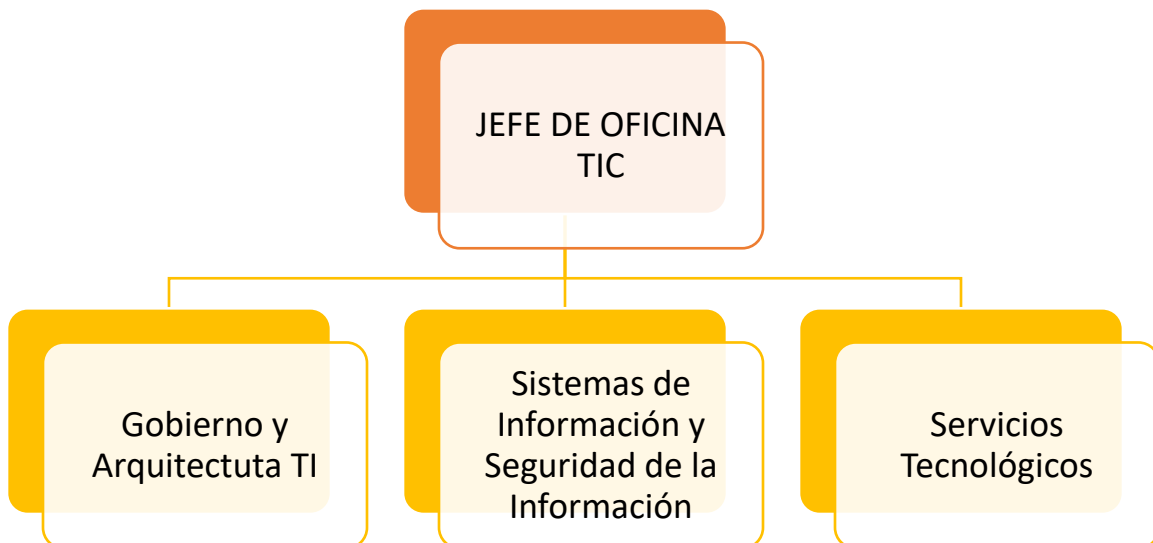 JEFE DE OFICINA
TIC
Gobierno y
Arquitectuta TI
Sistemas de
Información y
Seguridad de la
Información
Servicios
Tecnológicos